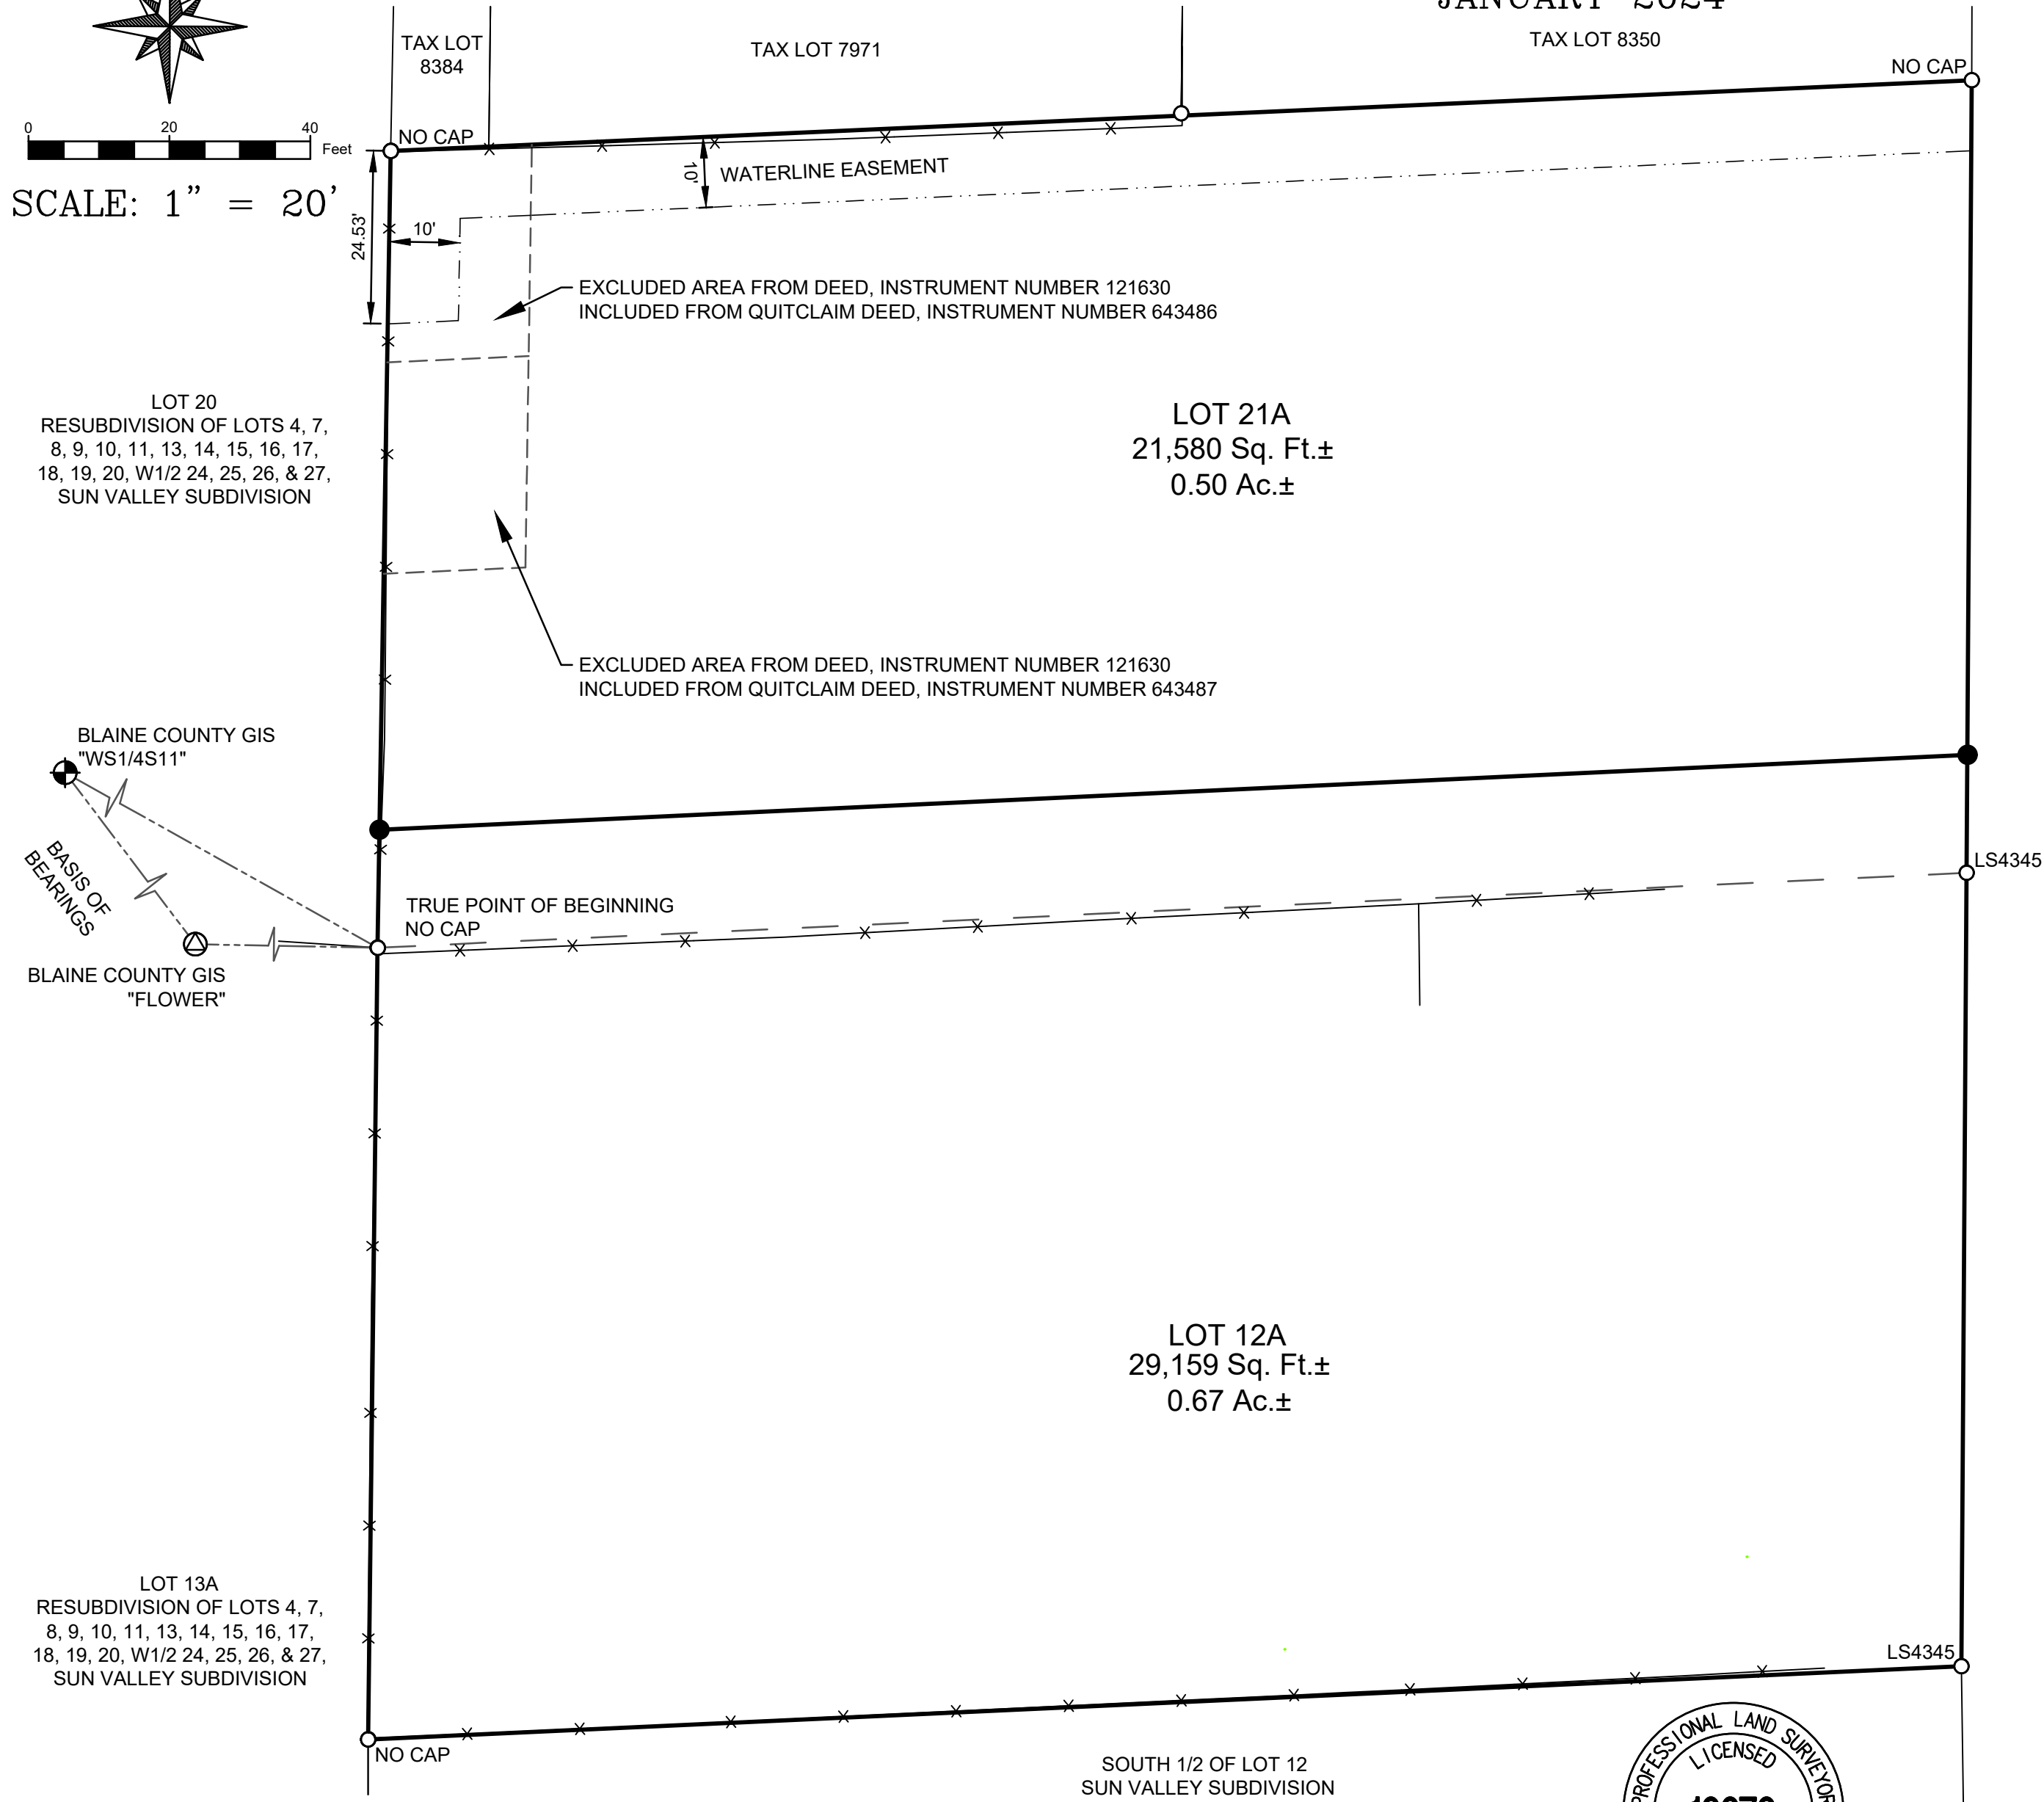 JANUARY 2024
TAX LOT
8384
TAX LOT 7971
TAX LOT 8350
NO CAP
0 20 40
Feet
SCALE: 1” = 20’
NO CAP
24.53'
10'
10'
WATERLINE EASEMENT
EXCLUDED AREA FROM DEED, INSTRUMENT NUMBER 121630
INCLUDED FROM QUITCLAIM DEED, INSTRUMENT NUMBER 643486
LOT 20
RESUBDIVISION OF LOTS 4, 7,
8, 9, 10, 11, 13, 14, 15, 16, 17,
18, 19, 20, W1/2 24, 25, 26, & 27,
SUN VALLEY SUBDIVISION
LOT 21A
21,580 Sq. Ft.±
0.50 Ac.±
EXCLUDED AREA FROM DEED, INSTRUMENT NUMBER 121630
INCLUDED FROM QUITCLAIM DEED, INSTRUMENT NUMBER 643487
BLAINE COUNTY GIS
"WS1/4S11"
BASIS OF
BEARINGS
BLAINE COUNTY GIS
"FLOWER"
TRUE POINT OF BEGINNING
NO CAP
LS4345
LOT 12A
29,159 Sq. Ft.±
0.67 Ac.±
LOT 13A
RESUBDIVISION OF LOTS 4, 7,
8, 9, 10, 11, 13, 14, 15, 16, 17,
18, 19, 20, W1/2 24, 25, 26, & 27,
SUN VALLEY SUBDIVISION
LS4345
NO CAP
SOUTH 1/2 OF LOT 12
SUN VALLEY SUBDIVISION
PROFESSIONAL LAND SURVEYOR
LICENSED